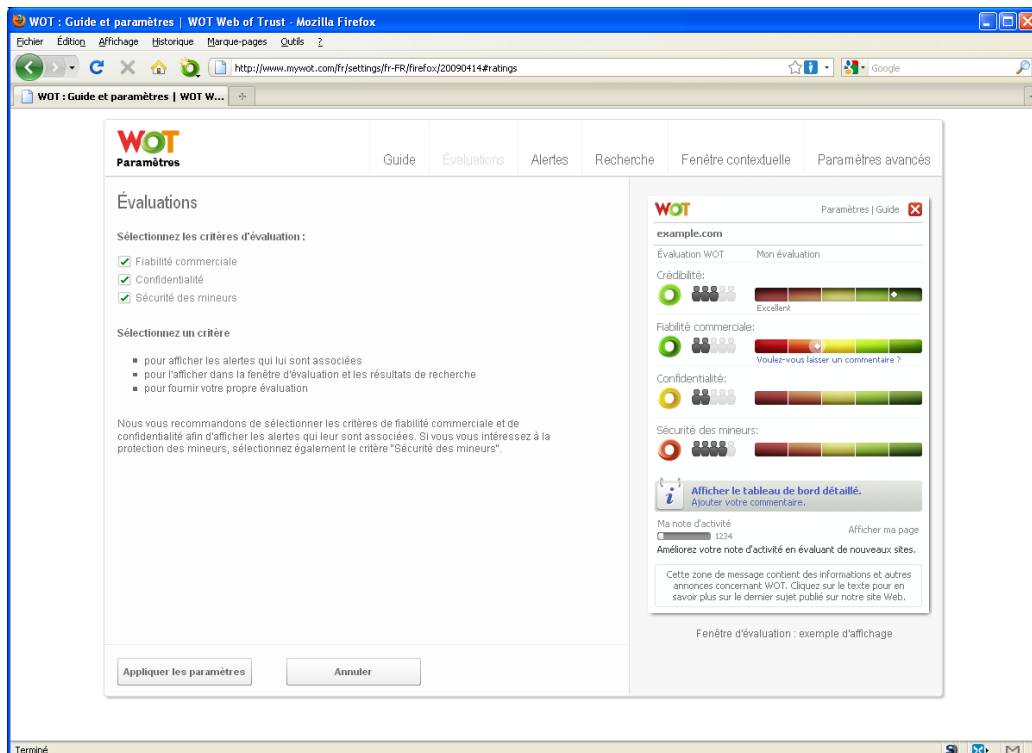 WOT : Guide et paramètres | WOT Web of Trust - Mozilla Firefox
Fichier Édition Affichage Historique Marque-pages Outils ?
http://www.mywot.com/fr/settings/fr-FR/firefox/20090414#ratings
Google
WOT : Guide et paramètres | WOT W...
WOT
Paramètres
Guide Évaluations Alertes Recherche Fenêtre contextuelle Paramètres avancés
Évaluations
Sélectionnez les critères d'évaluation :
Fiabilité commerciale
Confidentialité
Sécurité des mineurs
Sélectionnez un critère
pour afficher les alertes qui lui sont associées
pour l'afficher dans la fenêtre d'évaluation et les résultats de recherche
pour fournir votre propre évaluation
Nous vous recommandons de sélectionner les critères de fiabilité commerciale et de
confidentialité afin d'afficher les alertes qui leur sont associées. Si vous vous intéressez à la
protection des mineurs, sélectionnez également le critère "Sécurité des mineurs".
Appliquer les paramètres
Annuler
WOT
Paramètres | Guide
example.com
Évaluation WOT Mon évaluation
Crédibilité:
Excellent
Fiabilité commerciale:
Voulez-vous laisser un commentaire ?
Confidentialité:
Sécurité des mineurs:
i
Afficher le tableau de bord détaillé.
Ajouter votre commentaire.
Ma note d'activité
1234
Afficher ma page
Améliorez votre note d'activité en évaluant de nouveaux sites.
Cette zone de message contient des informations et autres
annonces concernant WOT. Cliquez sur le texte pour en
savoir plus sur le dernier sujet publié sur notre site Web.
Fenêtre d'évaluation : exemple d'affichage
Terminé